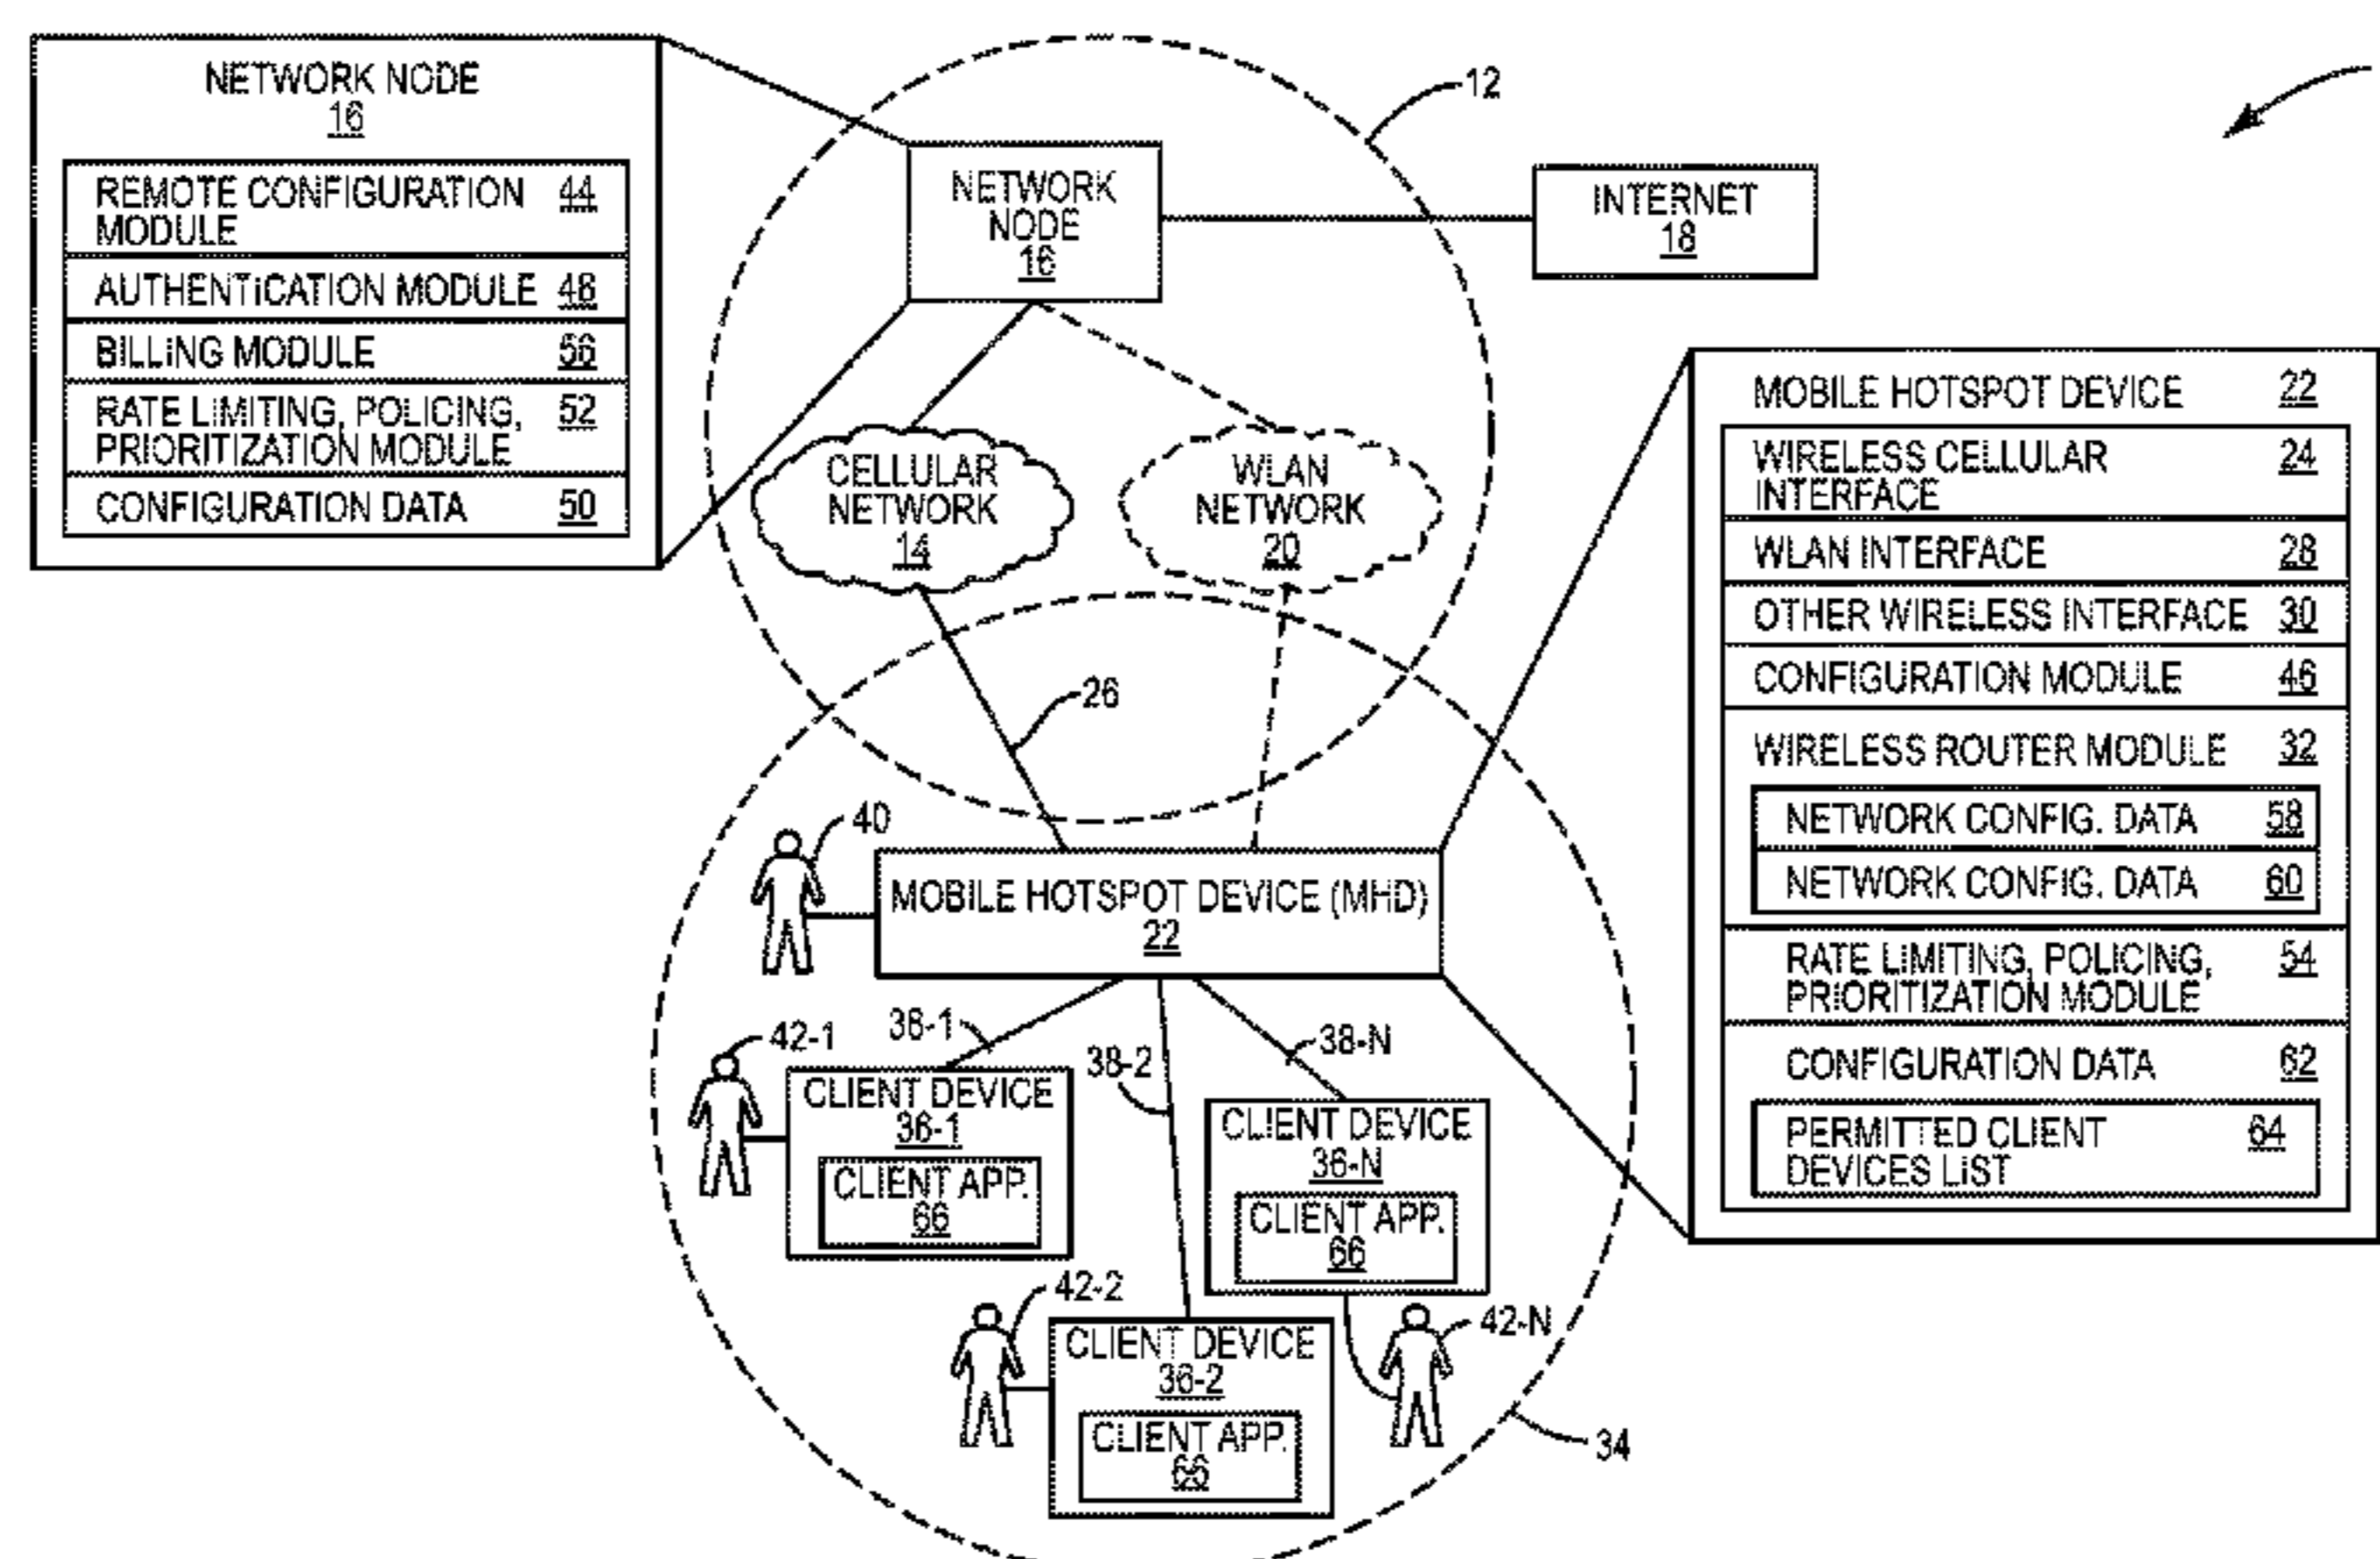 NETWORK NODE
16
REMOTE CONFIGURATION 44
MODULE
AUTHENTICATION MODULE 48
BILLING MODULE 56
RATE LIMITING, POLICING, 52
PRIORITIZATION MODULE
CONFIGURATION DATA 50
12
NETWORK
NODE
16
INTERNET
18
CELLULAR
NETWORK
14
WLAN
NETWORK
20
26
MOBILE HOTSPOT DEVICE 22
WIRELESS CELLULAR 24
INTERFACE
WLAN INTERFACE 28
OTHER WIRELESS INTERFACE 30
CONFIGURATION MODULE 46
WIRELESS ROUTER MODULE 32
NETWORK CONFIG. DATA 58
NETWORK CONFIG. DATA 60
RATE LIMITING, POLICING, 54
PRIORITIZATION MODULE
CONFIGURATION DATA 62
PERMITTED CLIENT 64
DEVICES LIST
40
MOBILE HOTSPOT DEVICE (MHD)
22
38-1
38-2
38-N
42-1
CLIENT DEVICE
36-1
CLIENT APP.
66
CLIENT DEVICE
36-N
CLIENT APP.
66
42-2
CLIENT DEVICE
36-2
CLIENT APP.
66
42-N
34